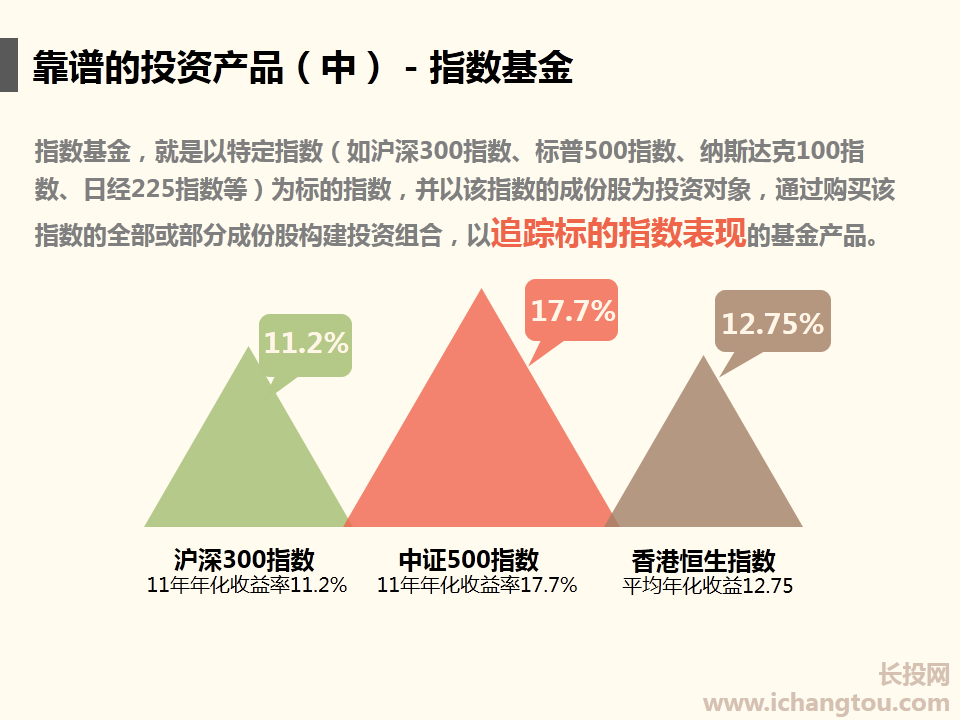 靠谱的投资产品（中）- 指数基金
指数基金，就是以特定指数（如沪深300指数、标普500指数、纳斯达克100指
数、日经225指数等）为标的指数，并以该指数的成份股为投资对象，通过购买该
指数的全部或部分成份股构建投资组合，以追踪标的指数表现的基金产品。
11.2%
17.7%
12.75%
沪深300指数
11年年化收益率11.2%
中证500指数
11年年化收益率17.7%
香港恒生指数
平均年化收益12.75
长投网
www.ichangtou.com